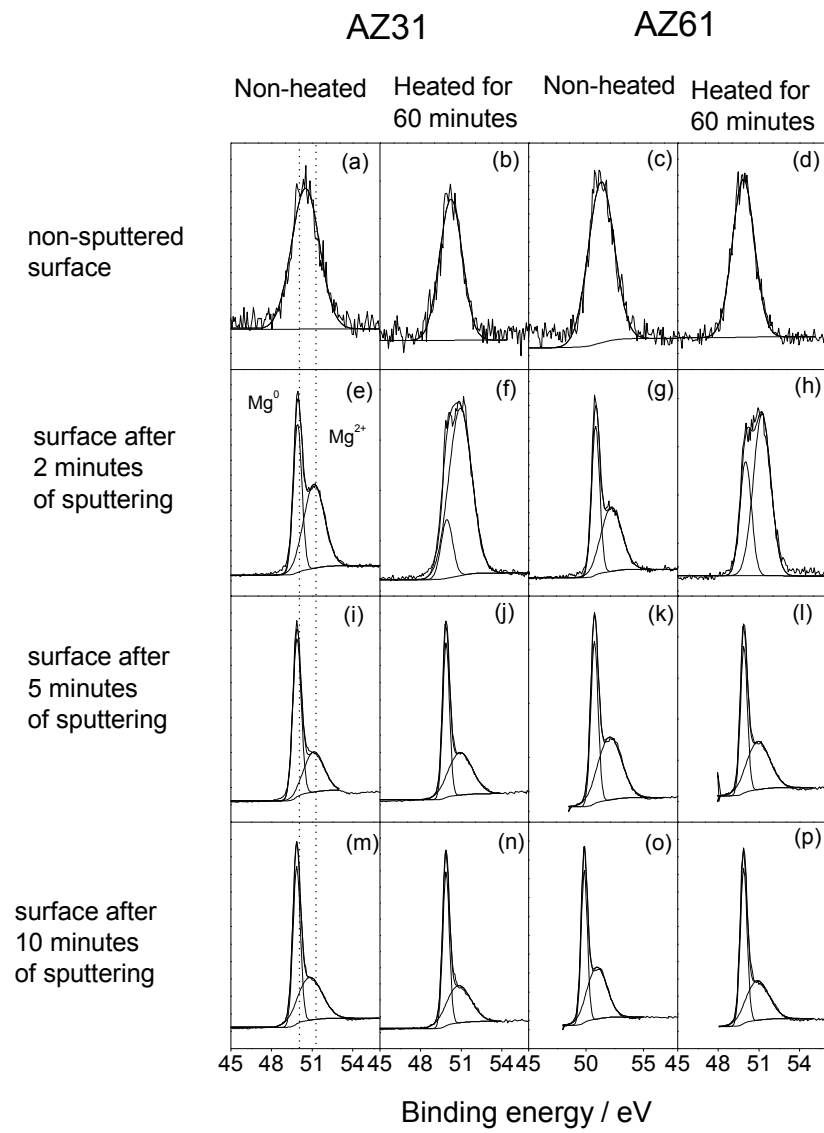 AZ31 AZ61
Non-heated Heated for Non-heated Heated for
60 minutes 60 minutes
(a) (b) (c) (d)
non-sputtered
surface
(e) (f) (g) (h)
Mg⁰
Mg²⁺
surface after
2 minutes
of sputtering
(i) (j) (k) (l)
surface after
5 minutes
of sputtering
(m) (n) (o) (p)
surface after
10 minutes
of sputtering
45 48 51 54 45 48 51 54 45 50 55 45 48 51 54
Binding energy / eV